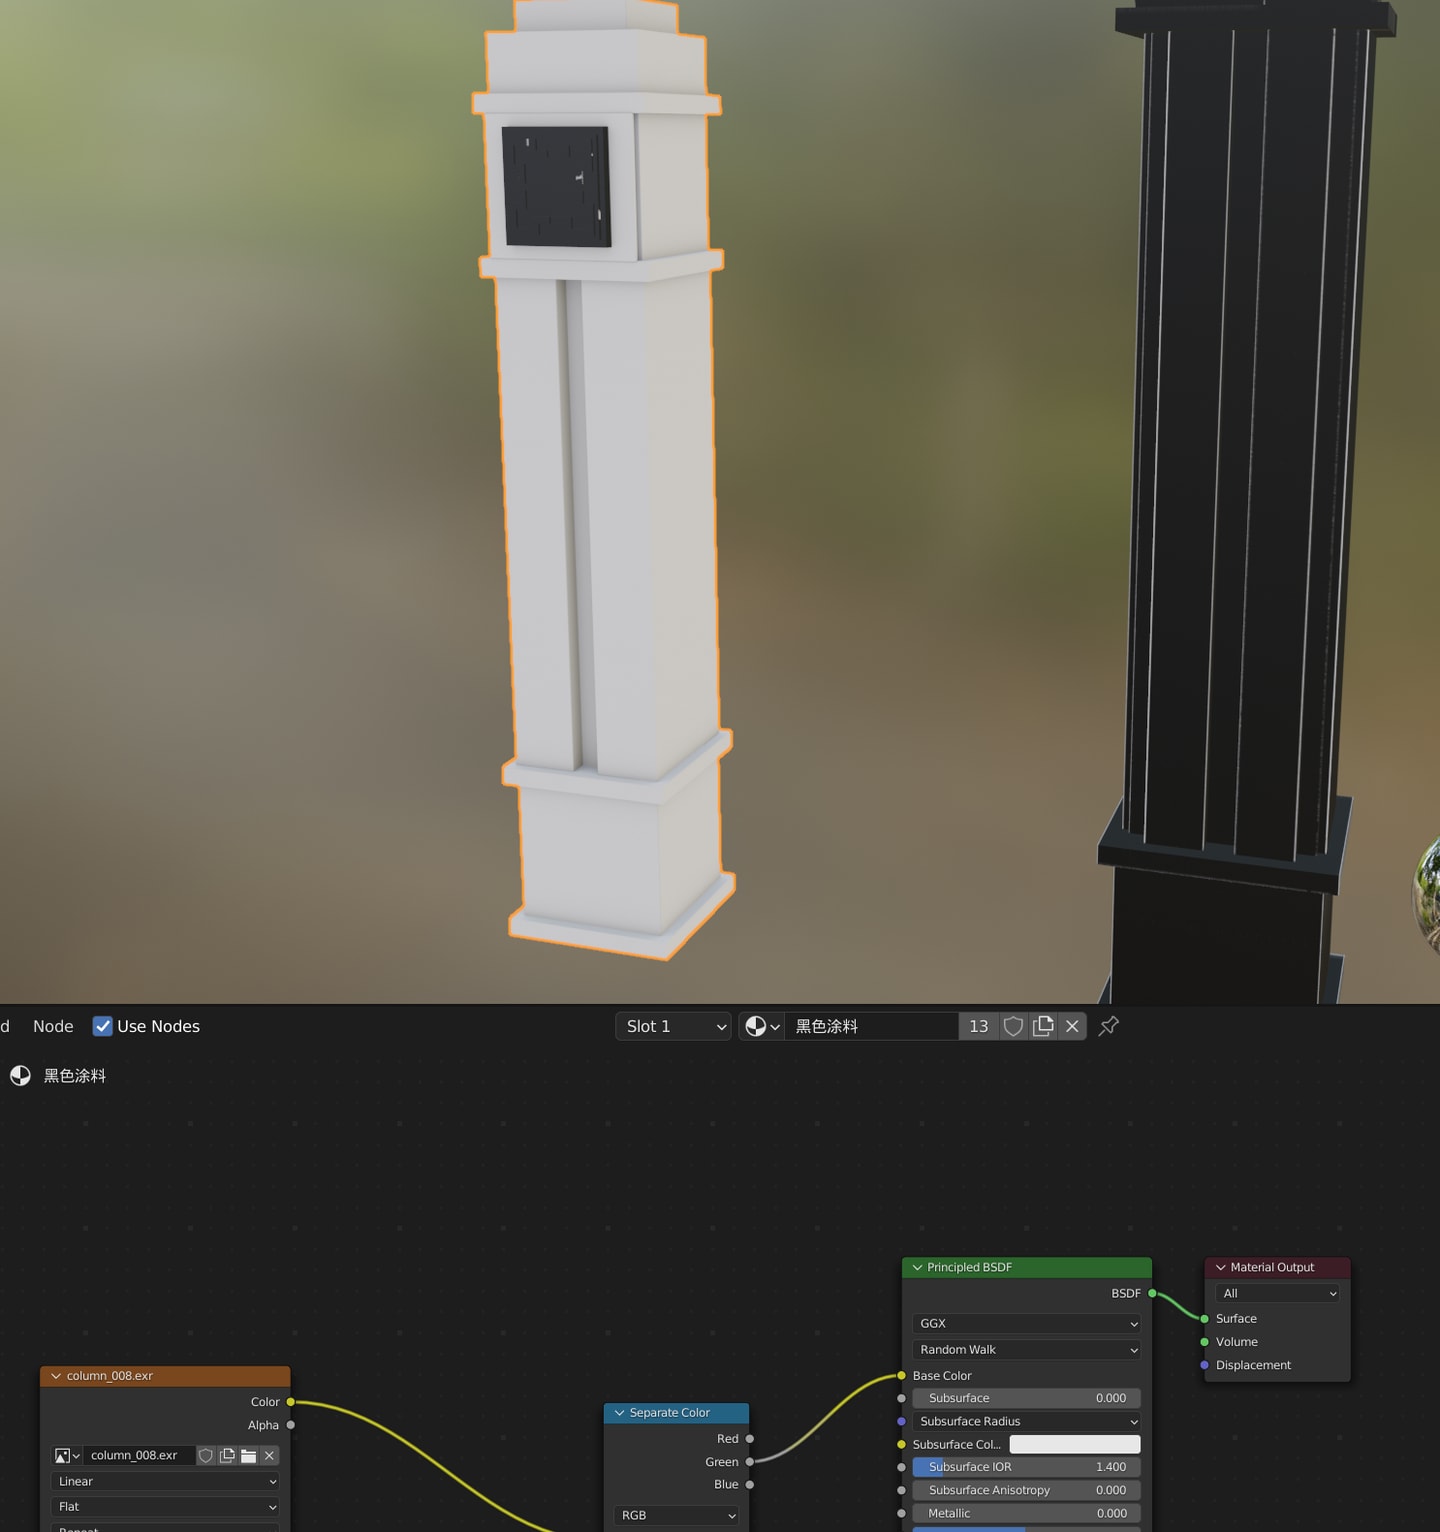 d Node Use Nodes Slot 1 黑色涂料 13
黑色涂料
Principled BSDF
Material Output
BSDF
All
GGX
Surface
Random Walk
Volume
Displacement
column_008.exr
Base Color
Color
Subsurface 0.000
Alpha
Separate Color
Subsurface Radius
Red
Subsurface Col...
column_008.exr
Green
Subsurface IOR 1.400
Linear
Blue
Subsurface Anisotropy 0.000
Flat
RGB
Metallic 0.000
Repeat